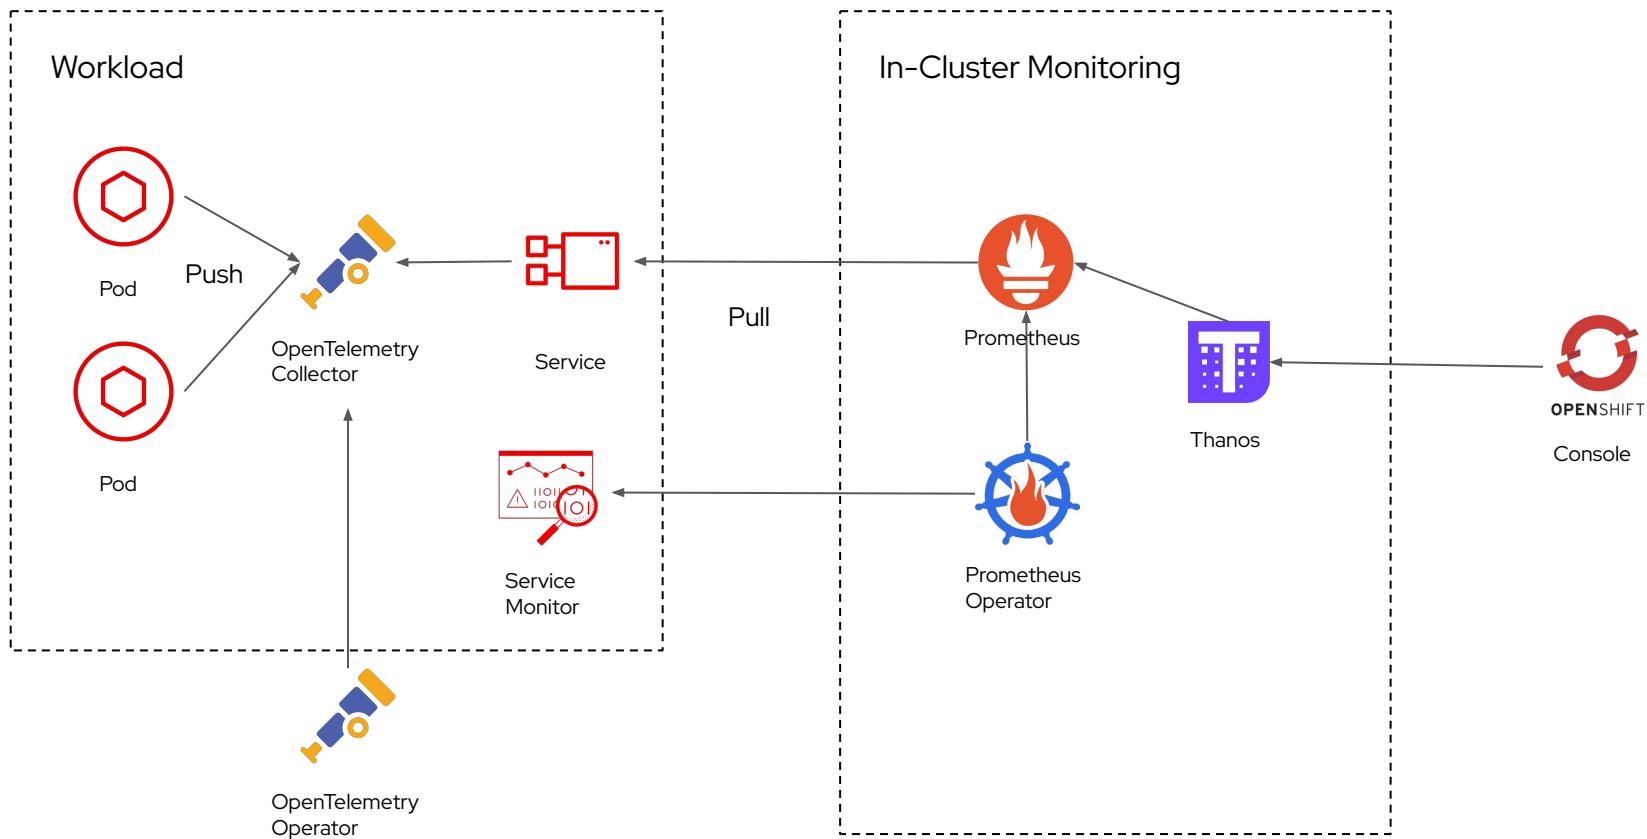 Workload
In-Cluster Monitoring
Pod
Push
OpenTelemetry
Collector
Service
Pull
Prometheus
Thanos
OPENSHIFT
Console
Pod
Service
Monitor
Prometheus
Operator
OpenTelemetry
Operator